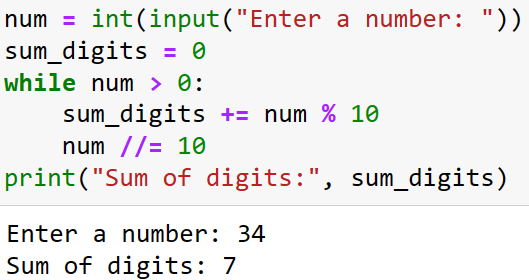 num = int(input("Enter a number: "))
sum_digits = 0
while num > 0:
    sum_digits += num % 10
    num //= 10
print("Sum of digits:", sum_digits)
Enter a number: 34
Sum of digits: 7